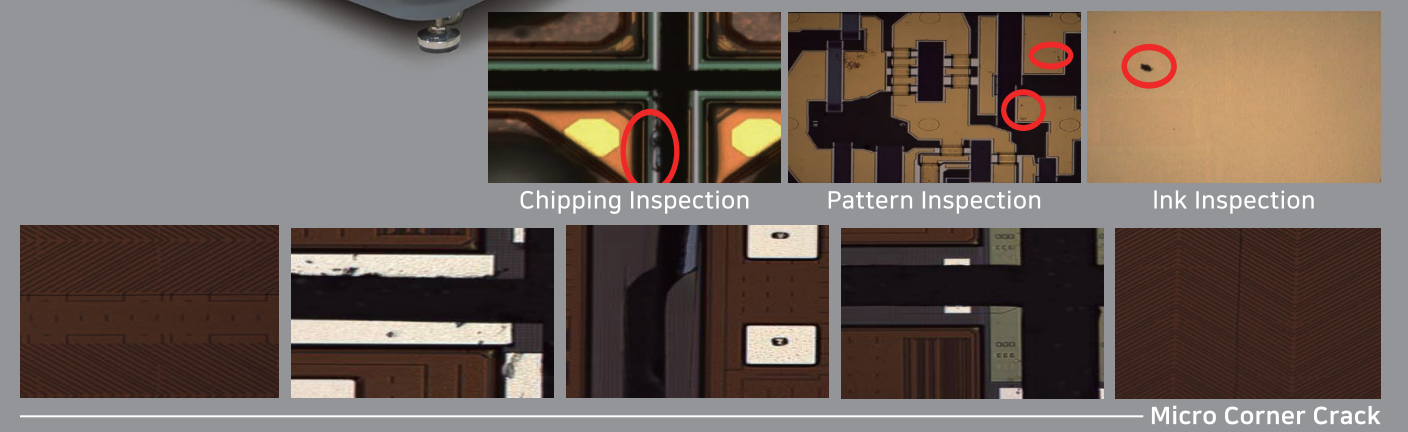 Chipping Inspection
Pattern Inspection
Ink Inspection
Micro Corner Crack